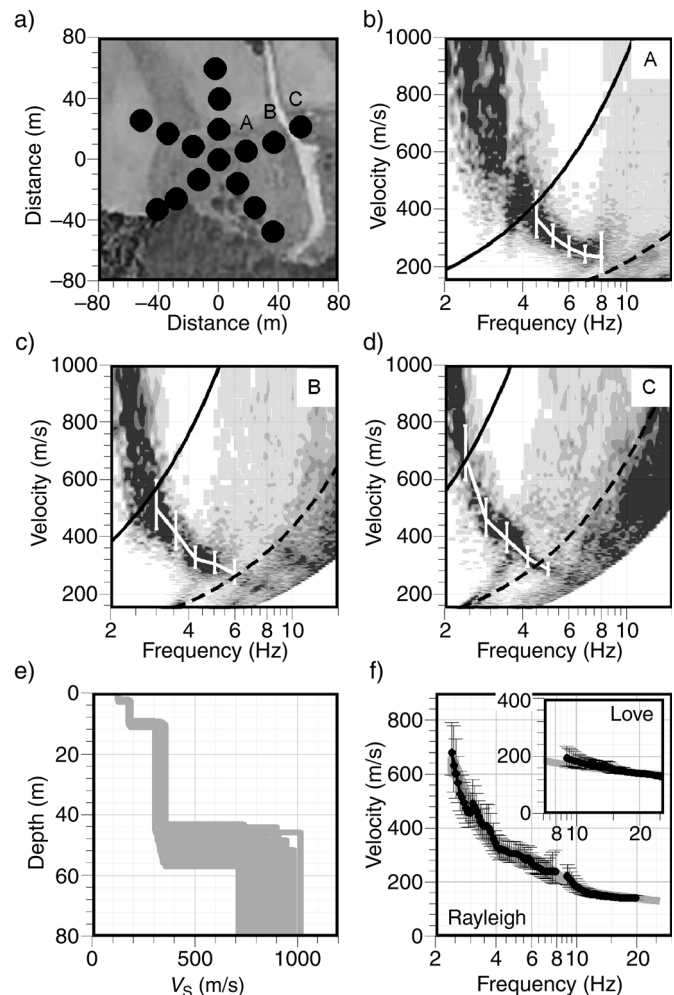 a)
80
40
0
−40
−80
Distance (m)
−80
−40
0
40
80
Distance (m)
A
B
C
b)
1000
800
600
400
200
Velocity (m/s)
2
4
6
8
10
Frequency (Hz)
A
c)
1000
800
600
400
200
Velocity (m/s)
2
4
6
8
10
Frequency (Hz)
B
d)
1000
800
600
400
200
Velocity (m/s)
2
4
6
8
10
Frequency (Hz)
C
e)
0
20
40
60
80
Depth (m)
0
500
1000
VS (m/s)
f)
800
600
400
200
0
Velocity (m/s)
2
4
6
8
10
20
Frequency (Hz)
Rayleigh
400
200
0
6
8
10
20
Love